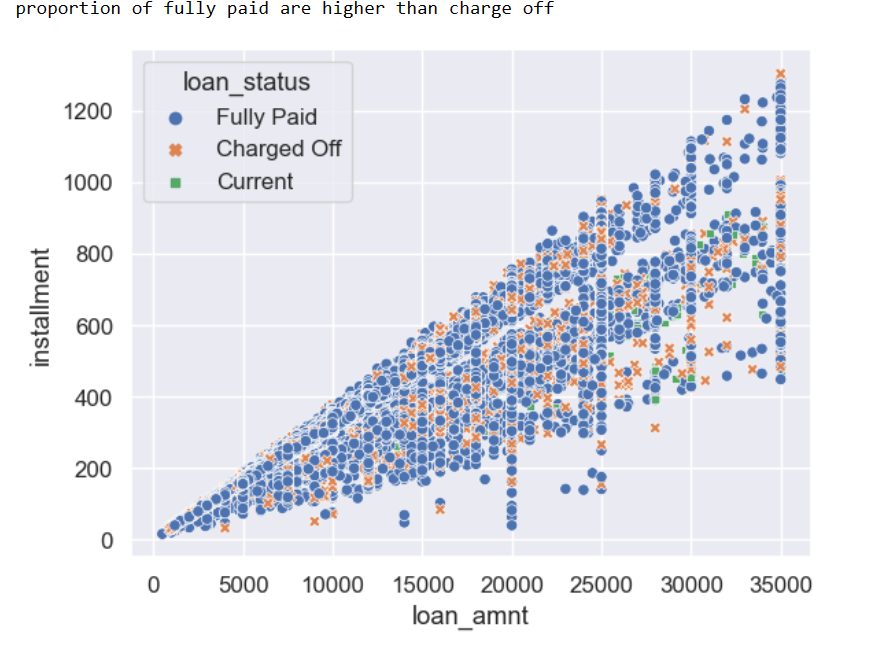 proportion of fully paid are higher than charge off
loan_status
Fully Paid
Charged Off
Current
installment
1200
1000
800
600
400
200
0
0 5000 10000 15000 20000 25000 30000 35000
loan_amnt